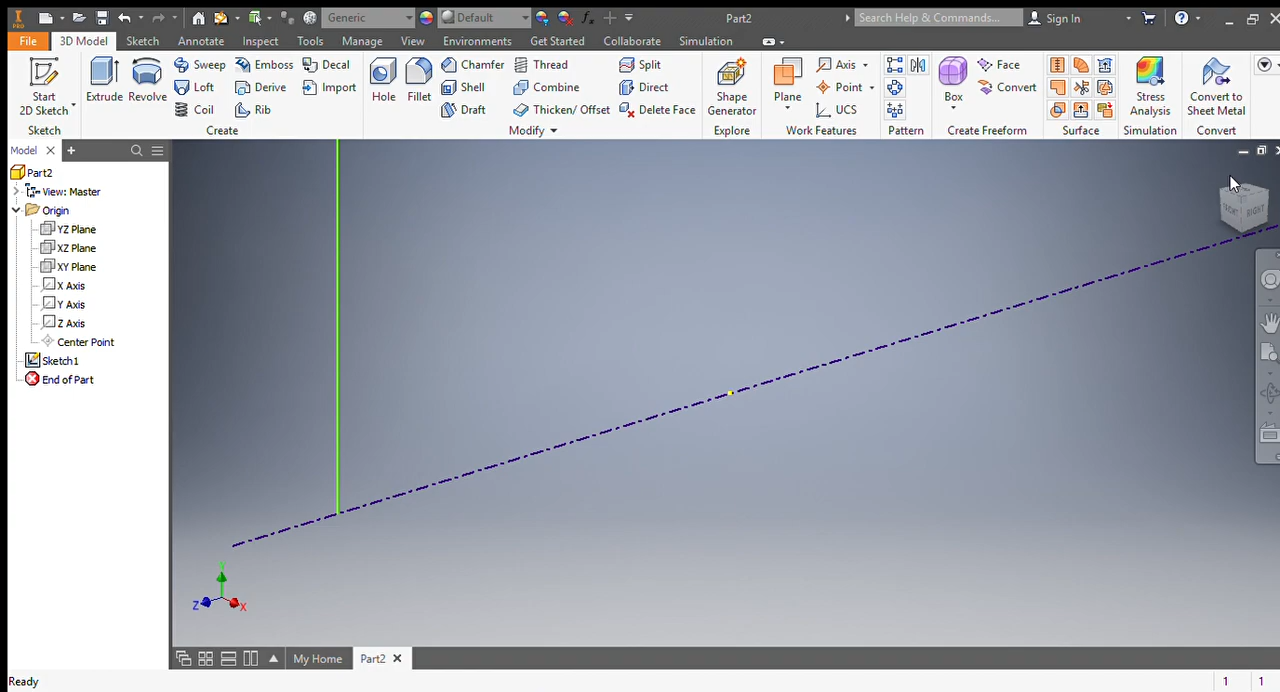 PRO Generic Default fx Part2 Search Help & Commands... Sign In
File 3D Model Sketch Annotate Inspect Tools Manage View Environments Get Started Collaborate Simulation
Start
2D Sketch
Sketch
Extrude Revolve
Sweep Emboss Decal
Loft Derive Import
Coil Rib
Create
Hole Fillet
Chamfer Thread Split
Shell Combine Direct
Draft Thicken/ Offset Delete Face
Modify
Shape
Generator
Explore
Plane
Axis
Point
UCS
Work Features
Pattern
Box
Face
Convert
Create Freeform
Surface
Stress
Analysis
Simulation
Convert to
Sheet Metal
Convert
Model
Part2
View: Master
Origin
YZ Plane
XZ Plane
XY Plane
X Axis
Y Axis
Z Axis
Center Point
Sketch1
End of Part
RIGHT
Z X
My Home Part2
Ready 1 1